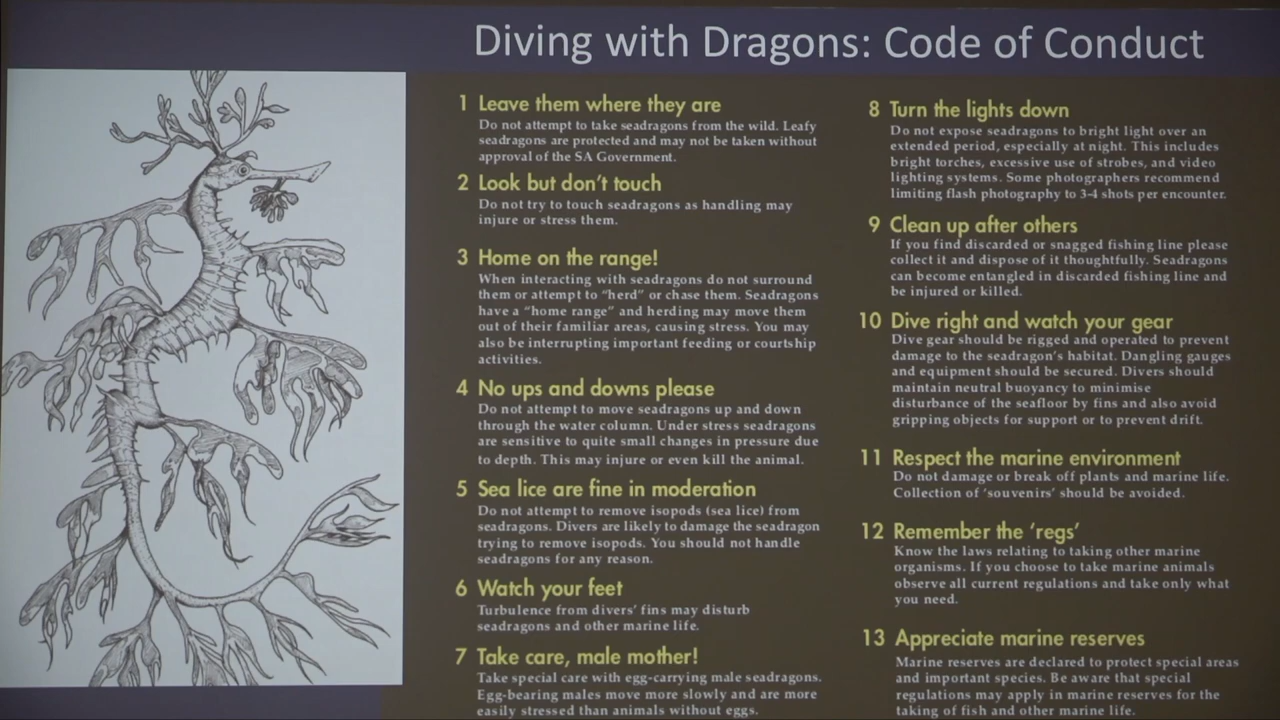 Diving with Dragons: Code of Conduct
1 Leave them where they are
Do not attempt to take seadragons from the wild. Leafy
seadragons are protected and may not be taken without
approval of the SA Government.
2 Look but don't touch
Do not try to touch seadragons as handling may
injure or stress them.
3 Home on the range!
When interacting with seadragons do not surround
them or attempt to "herd" or chase them. Seadragons
have a "home range" and herding may move them
out of their familiar areas, causing stress. You may
also be interrupting important feeding or courtship
activities.
4 No ups and downs please
Do not attempt to move seadragons up and down
through the water column. Under stress seadragons
are sensitive to quite small changes in pressure due
to depth. This may injure or even kill the animal.
5 Sea lice are fine in moderation
Do not attempt to remove isopods (sea lice) from
seadragons. Divers are likely to damage the seadragon
trying to remove isopods. You should not handle
seadragons for any reason.
6 Watch your feet
Turbulence from divers' fins may disturb
seadragons and other marine life.
7 Take care, male mother!
Take special care with egg-carrying male seadragons.
Egg-bearing males move more slowly and are more
easily stressed than animals without eggs.
8 Turn the lights down
Do not expose seadragons to bright light over an
extended period, especially at night. This includes
bright torches, excessive use of strobes, and video
lighting systems. Some photographers recommend
limiting flash photography to 3-4 shots per encounter.
9 Clean up after others
If you find discarded or snagged fishing line please
collect it and dispose of it thoughtfully. Seadragons
can become entangled in discarded fishing line and
be injured or killed.
10 Dive right and watch your gear
Dive gear should be rigged and operated to prevent
damage to the seadragon's habitat. Dangling gauges
and equipment should be secured. Divers should
maintain neutral buoyancy to minimise
disturbance of the seafloor by fins and also avoid
gripping objects for support or to prevent drift.
11 Respect the marine environment
Do not damage or break off plants and marine life.
Collection of 'souvenirs' should be avoided.
12 Remember the 'regs'
Know the laws relating to taking other marine
organisms. If you choose to take marine animals
observe all current regulations and take only what
you need.
13 Appreciate marine reserves
Marine reserves are declared to protect special areas
and important species. Be aware that special
regulations may apply in marine reserves for the
taking of fish and other marine life.